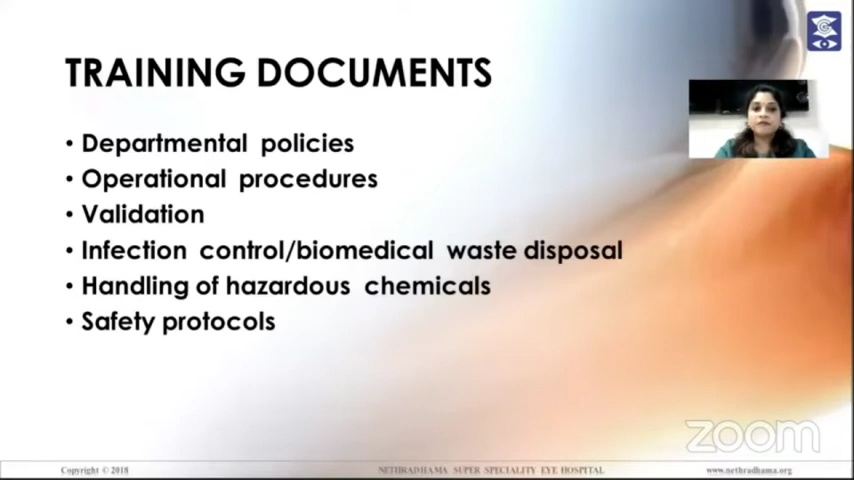 TRAINING DOCUMENTS
• Departmental policies
• Operational procedures
• Validation
• Infection control/biomedical waste disposal
• Handling of hazardous chemicals
• Safety protocols
zoom
Copyright © 2018 NETHRADHAMA SUPER SPECIALITY EYE HOSPITAL www.nethradhama.org